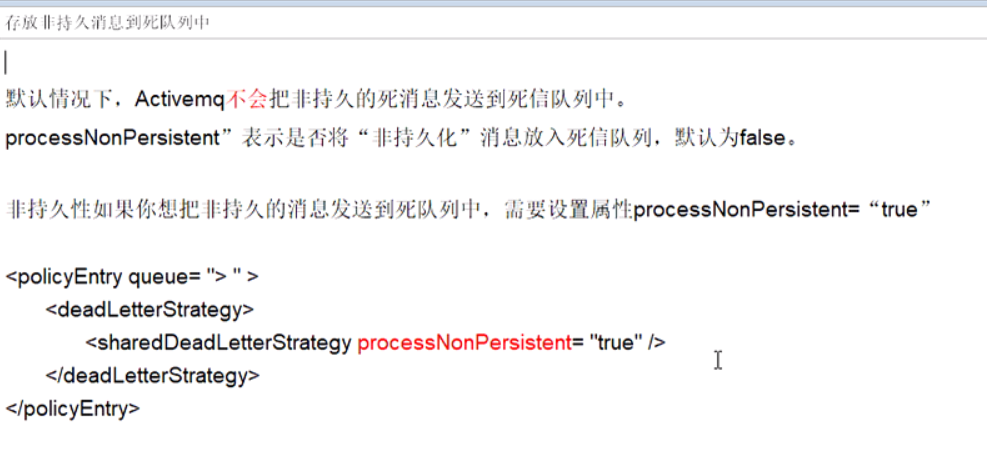 存放非持久消息到死队列中
默认情况下，Activemq不会把非持久的死消息发送到死信队列中。
processNonPersistent”表示是否将“非持久化”消息放入死信队列，默认为false。
非持久性如果你想把非持久的消息发送到死队列中，需要设置属性processNonPersistent=“true”
<policyEntry queue= "> " >
<deadLetterStrategy>
<sharedDeadLetterStrategy processNonPersistent= "true" />
</deadLetterStrategy>
</policyEntry>